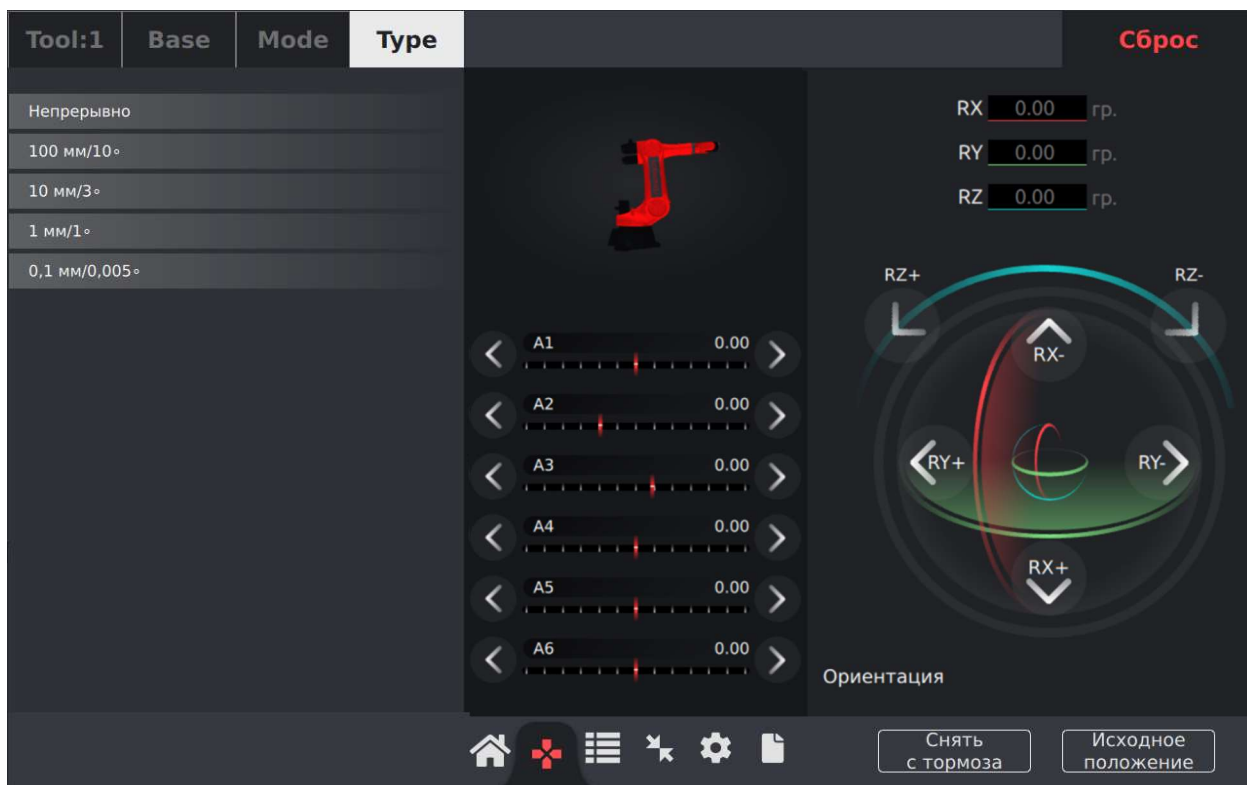 Tool:1 Base Mode Type Сброс
Непрерывно
100 мм/10∘
10 мм/3∘
1 мм/1∘
0,1 мм/0,005∘
A1 0.00
A2 0.00
A3 0.00
A4 0.00
A5 0.00
A6 0.00
RX 0.00 гр.
RY 0.00 гр.
RZ 0.00 гр.
RZ+ RZ-
RX-
RY+ RY-
RX+
Ориентация
Снять
с тормоза
Исходное
положение